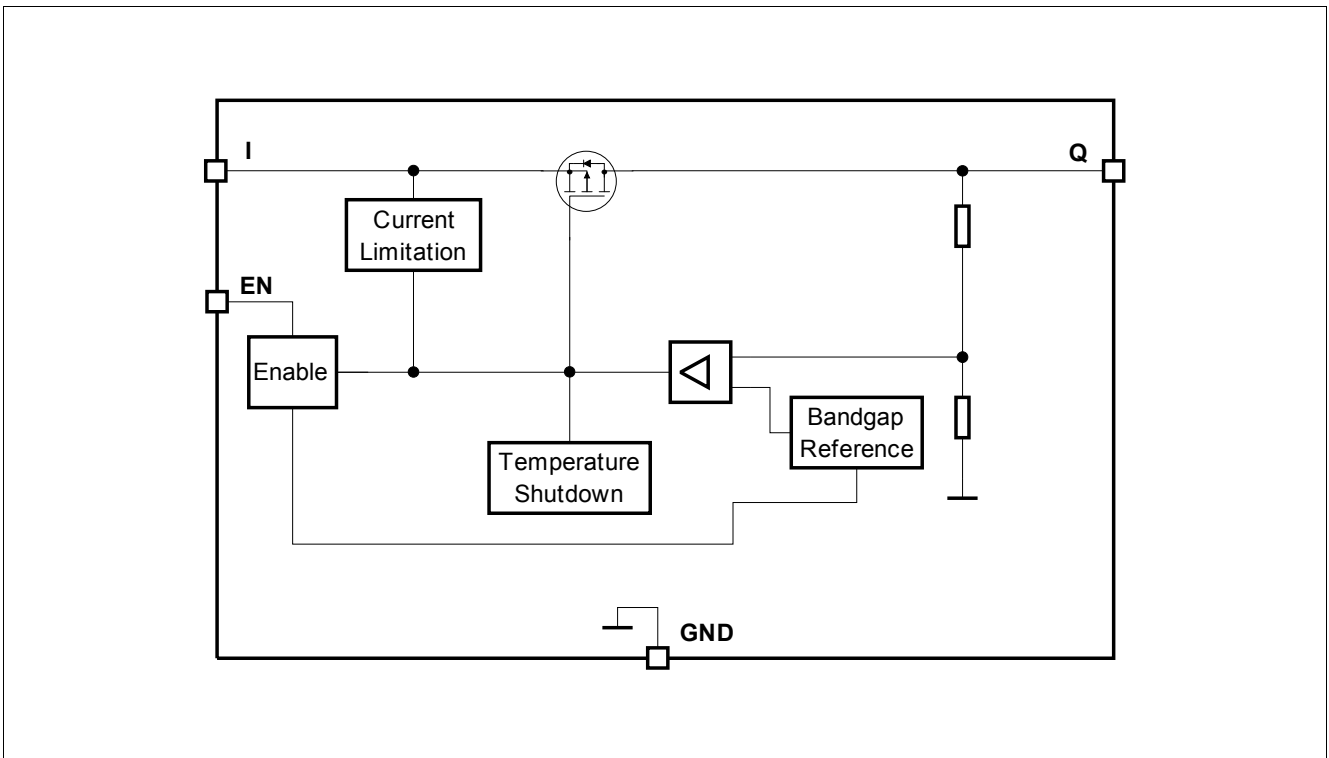 I
Q
Current
Limitation
EN
Enable
Bandgap
Reference
Temperature
Shutdown
GND